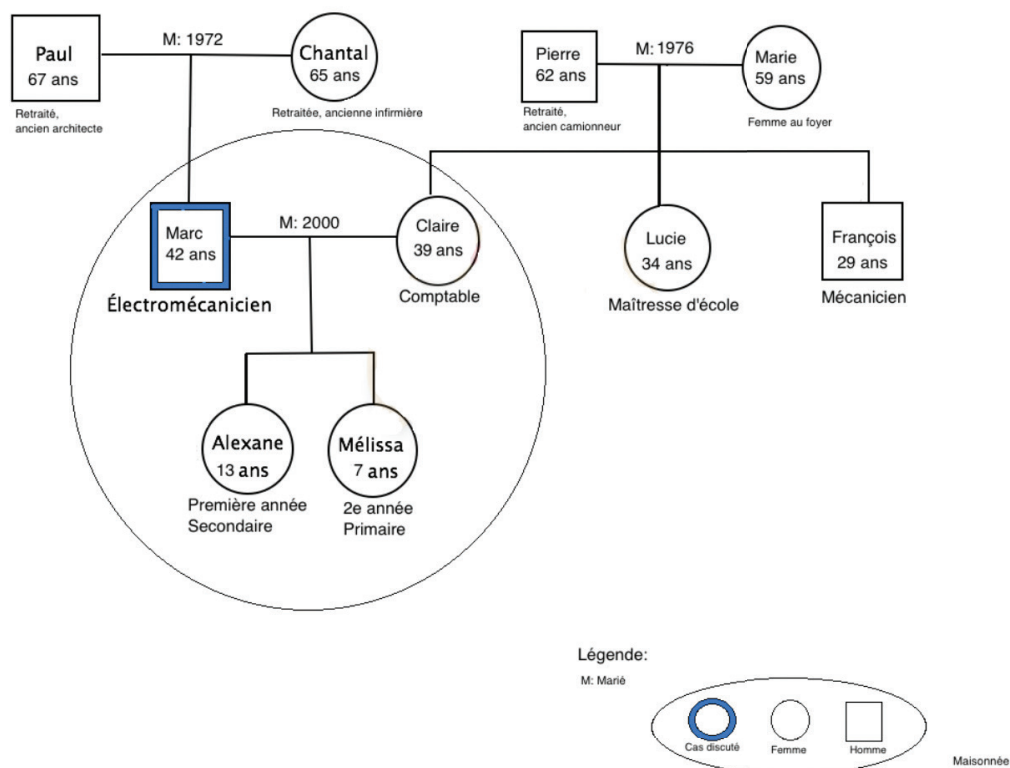 Paul
67 ans
Retraité,
ancien architecte
M: 1972
Chantal
65 ans
Retraitée, ancienne infirmière
Pierre
62 ans
Retraité,
ancien camionneur
M: 1976
Marie
59 ans
Femme au foyer
Marc
42 ans
Électromécanicien
M: 2000
Claire
39 ans
Comptable
Lucie
34 ans
Maîtresse d'école
François
29 ans
Mécanicien
Alexane
13 ans
Première année
Secondaire
Mélissa
7 ans
2e année
Primaire
Légende:
M: Marié
Cas discuté
Femme
Homme
Maisonnée